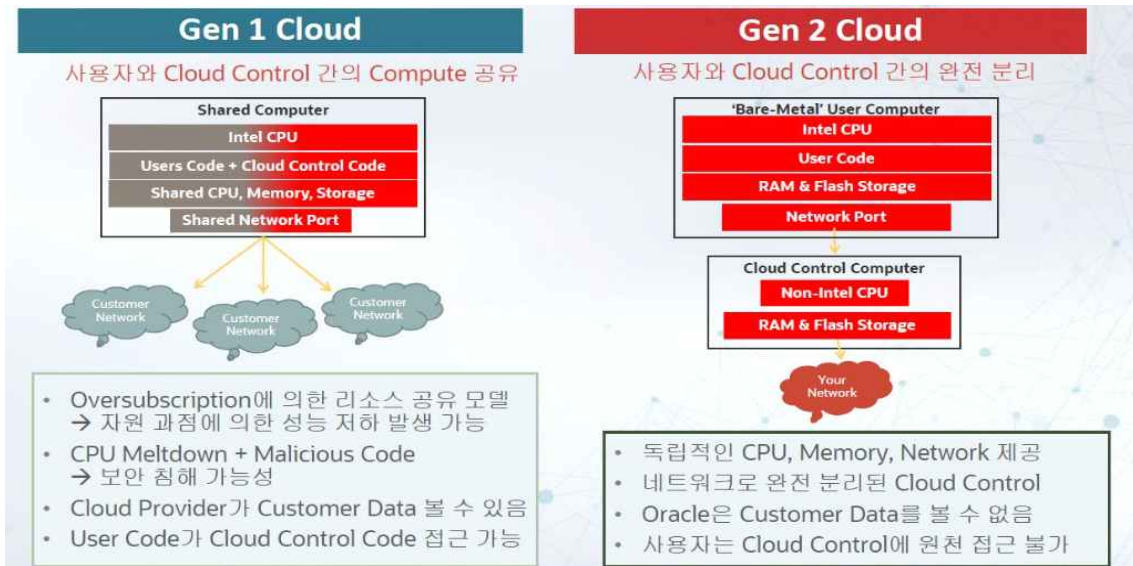 Gen 1 Cloud
사용자와 Cloud Control 간의 Compute 공유
Shared Computer
Intel CPU
Users Code + Cloud Control Code
Shared CPU, Memory, Storage
Shared Network Port
Customer
Network
Customer
Network
Customer
Network
• Oversubscription에 의한 리소스 공유 모델
→ 자원 과점에 의한 성능 저하 발생 가능
• CPU Meltdown + Malicious Code
→ 보안 침해 가능성
• Cloud Provider가 Customer Data 볼 수 있음
• User Code가 Cloud Control Code 접근 가능
Gen 2 Cloud
사용자와 Cloud Control 간의 완전 분리
‘Bare-Metal’ User Computer
Intel CPU
User Code
RAM & Flash Storage
Network Port
Cloud Control Computer
Non-Intel CPU
RAM & Flash Storage
Your
Network
• 독립적인 CPU, Memory, Network 제공
• 네트워크로 완전 분리된 Cloud Control
• Oracle은 Customer Data를 볼 수 없음
• 사용자는 Cloud Control에 원천 접근 불가